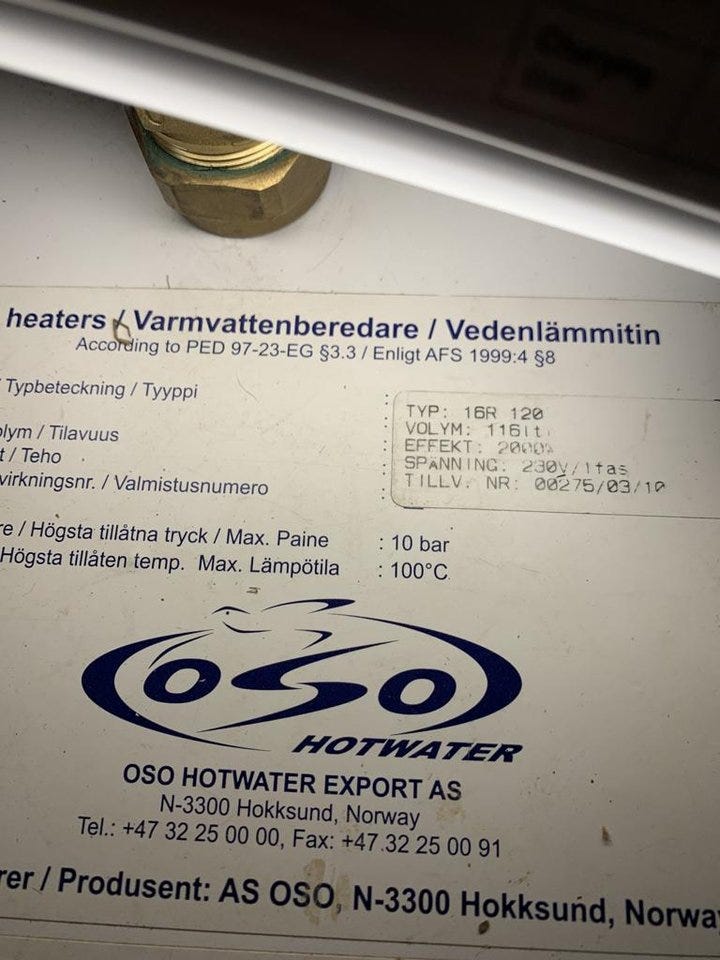 heaters / Varmvattenberedare / Vedenlämmitin
According to PED 97-23-EG §3.3 / Enligt AFS 1999:4 §8
/ Typbeteckning / Tyyppi :
olym / Tilavuus :
t / Teho :
:
virkningsnr. / Valmistusnumero :
TYP: 16R 120
VOLYM: 116lt
EFFEKT: 2000W
SPÄNNING: 230V/1fas
TILLV. NR: 00275/03/10
re / Högsta tillåtna tryck / Max. Paine : 10 bar
Högsta tillåten temp. Max. Lämpötila : 100°C
OSO
HOTWATER
OSO HOTWATER EXPORT AS
N-3300 Hokksund, Norway
Tel.: +47 32 25 00 00, Fax: +47 32 25 00 91
rer / Produsent: AS OSO, N-3300 Hokksund, Norway